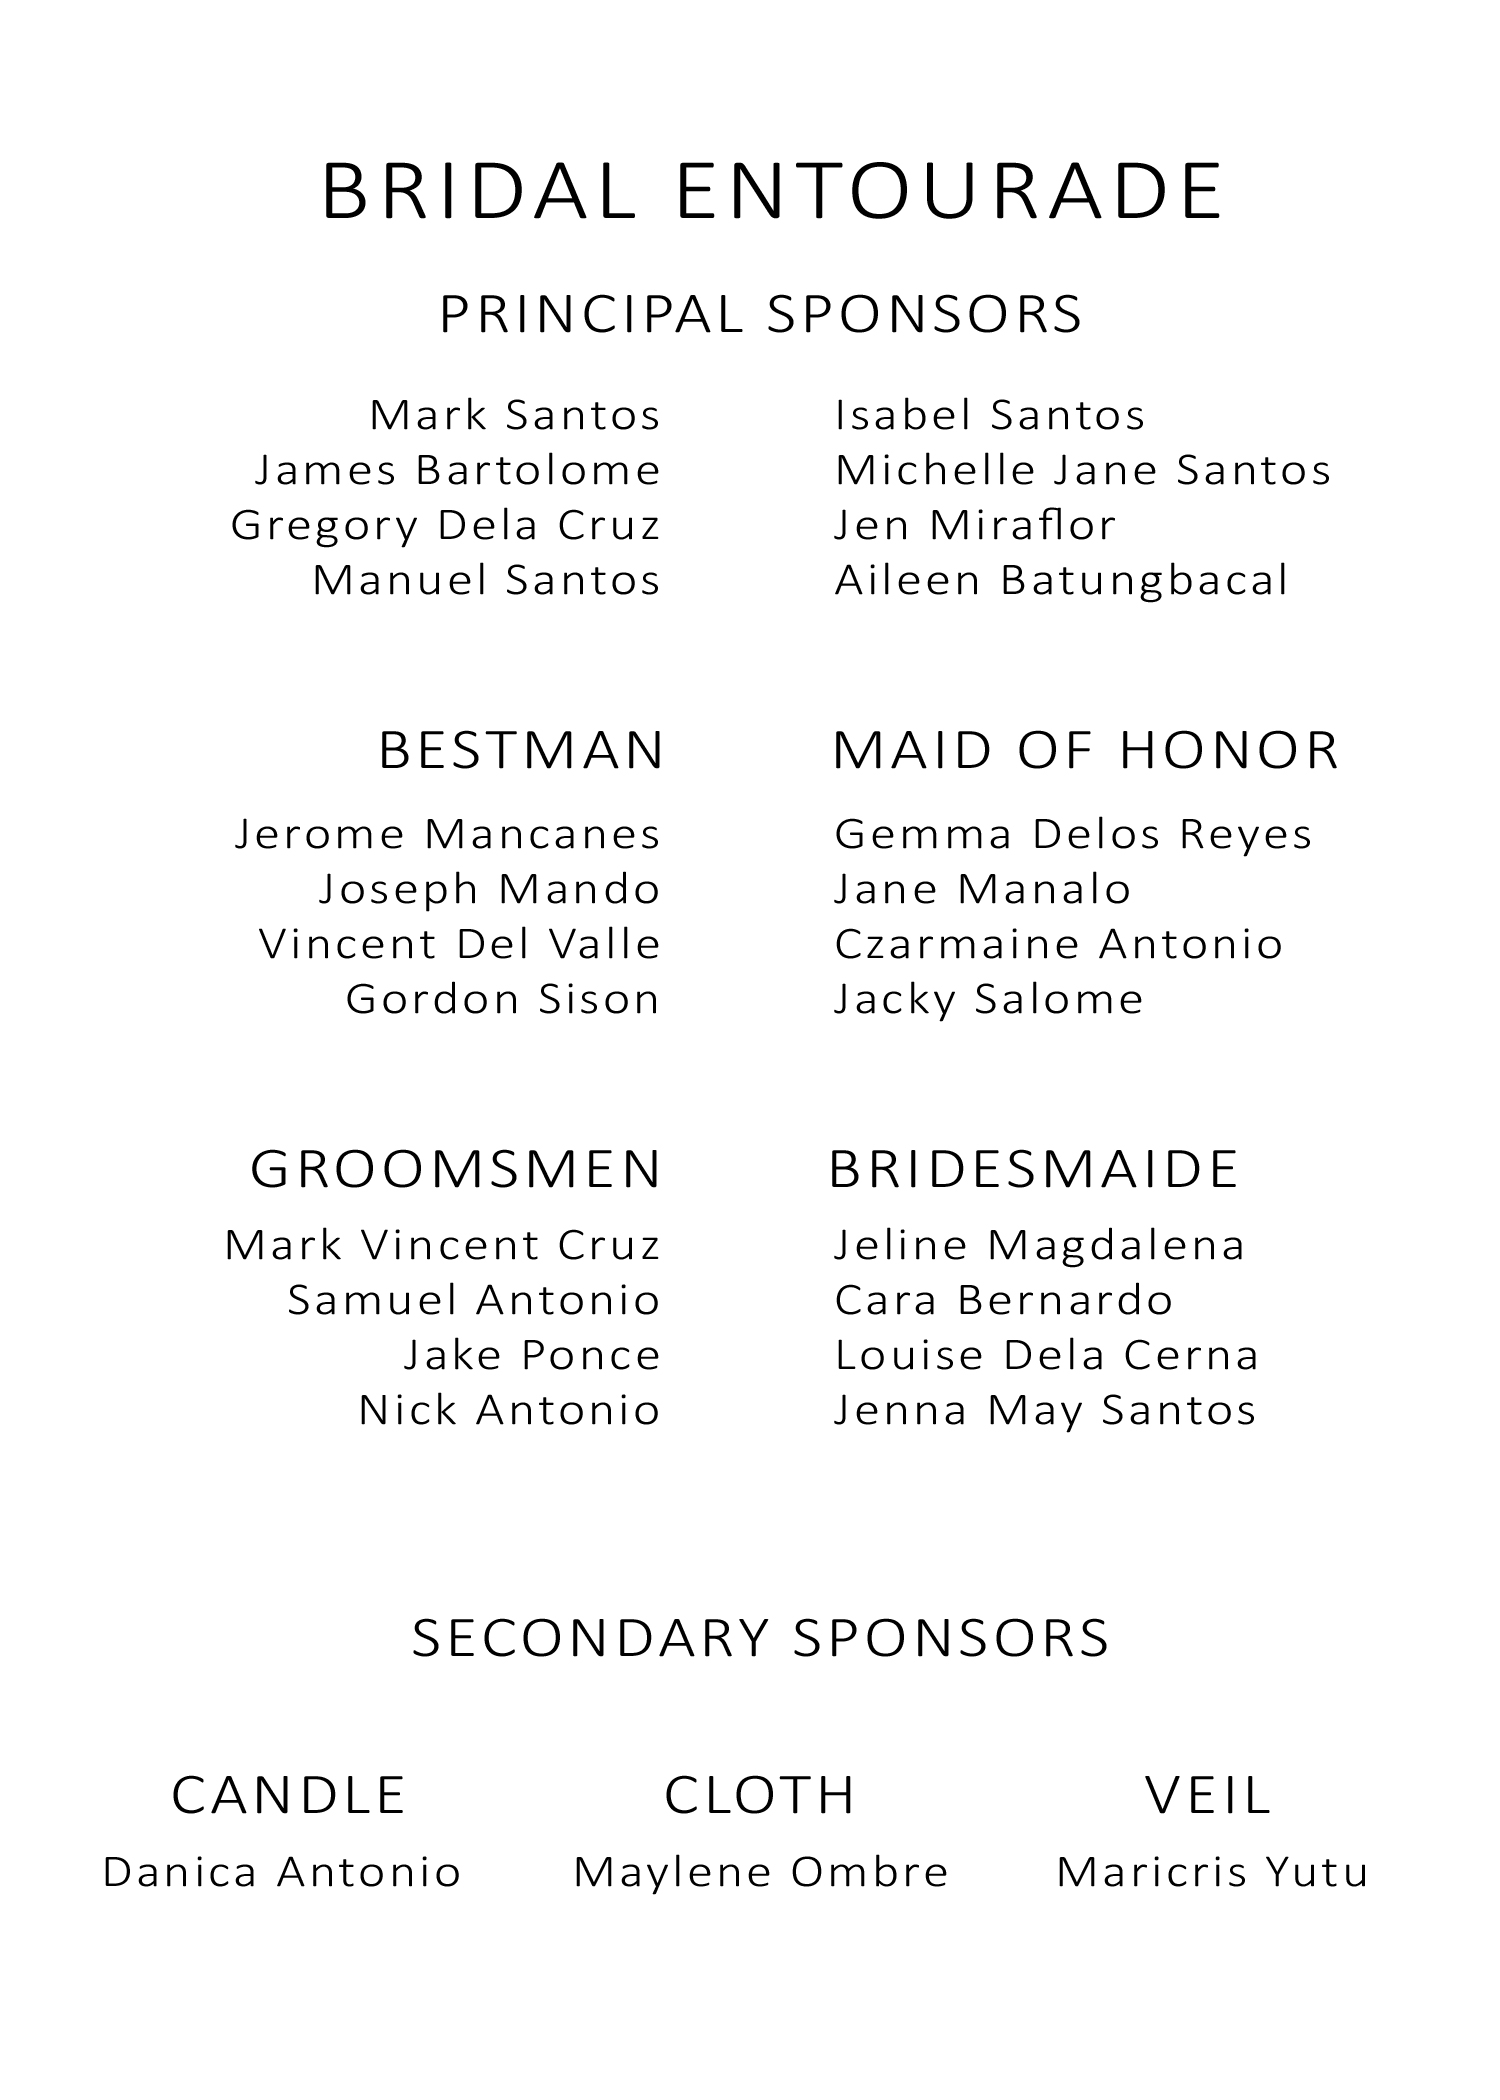 BRIDAL ENTOURADE
PRINCIPAL SPONSORS
Mark Santos Isabel Santos
James Bartolome Michelle Jane Santos
Gregory Dela Cruz Jen Miraflor
Manuel Santos Aileen Batungbacal
BESTMAN MAID OF HONOR
Jerome Mancanes Gemma Delos Reyes
Joseph Mando Jane Manalo
Vincent Del Valle Czarmaine Antonio
Gordon Sison Jacky Salome
GROOMSMEN BRIDESMAIDE
Mark Vincent Cruz Jeline Magdalena
Samuel Antonio Cara Bernardo
Jake Ponce Louise Dela Cerna
Nick Antonio Jenna May Santos
SECONDARY SPONSORS
CANDLE CLOTH VEIL
Danica Antonio Maylene Ombre Maricris Yutu